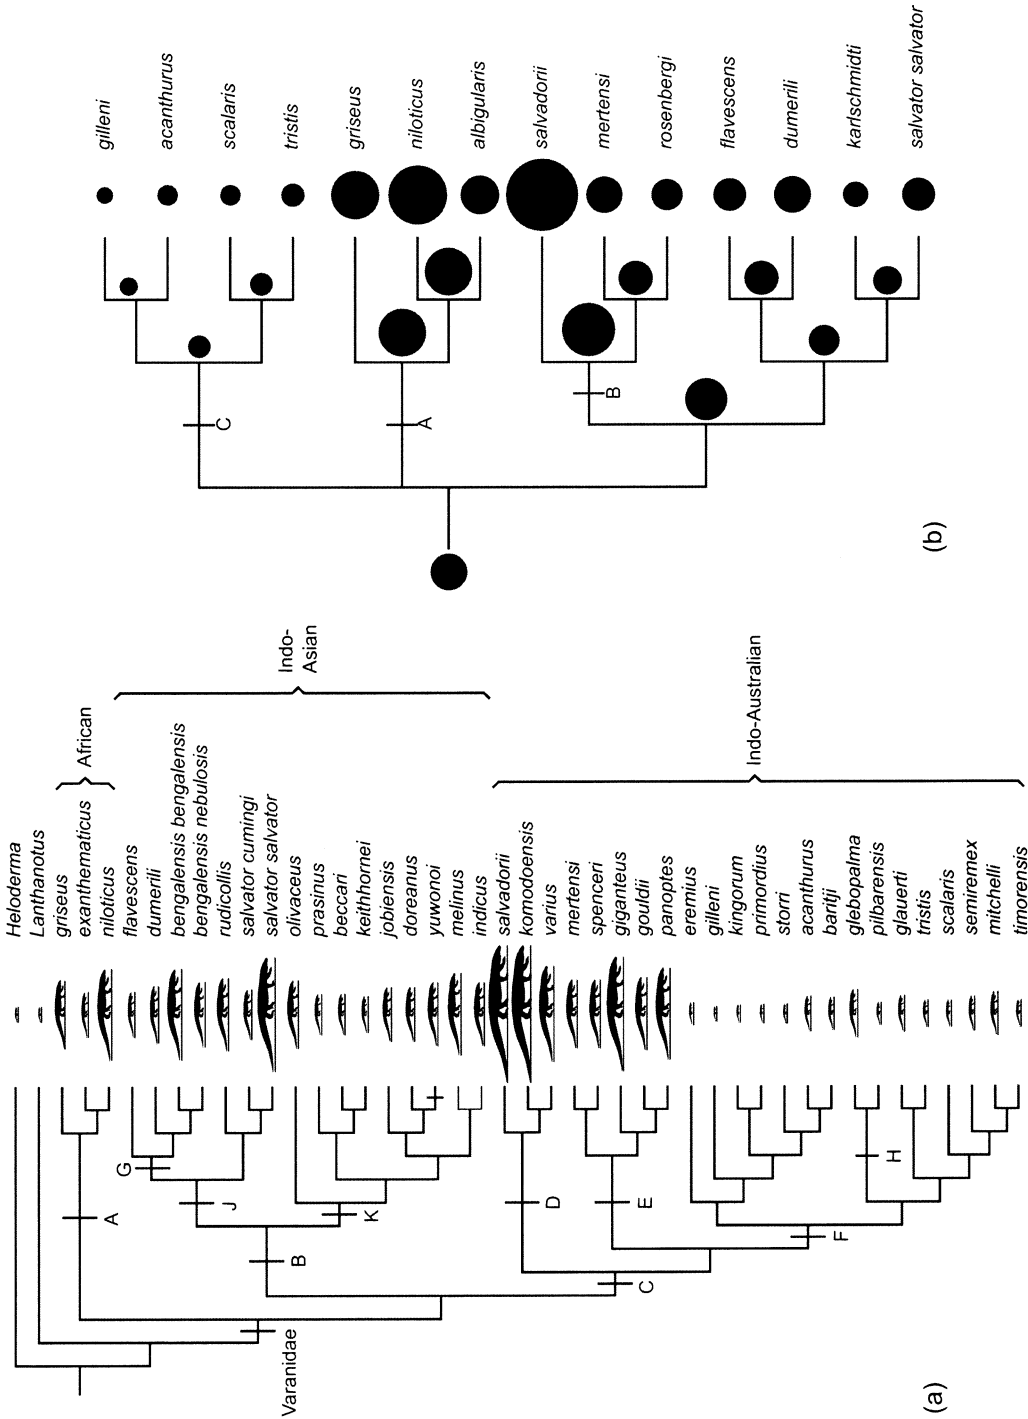 Heloderma
Lanthanotus
griseus
exanthematicus
niloticus
flavescens
dumerili
bengalensis bengalensis
bengalensis nebulosis
rudicollis
salvator cumingi
salvator salvator
olivaceus
prasinus
beccari
keithhornei
jobiensis
doreanus
yuwonoi
melinus
indicus
salvadorii
komodoensis
varius
mertensi
spenceri
giganteus
gouldii
panoptes
eremius
gilleni
kingorum
primordius
storri
acanthurus
baritji
glebopalma
pilbarensis
glauerti
tristis
scalaris
semiremex
mitchelli
timorensis
African
Indo-
Asian
Indo-Australian
Varanidae
A
G
J
B
K
D
E
C
F
H
(a)
gilleni
acanthurus
scalaris
tristis
griseus
niloticus
albigularis
salvadorii
mertensi
rosenbergi
flavescens
dumerili
karlschmidti
salvator salvator
C
A
B
(b)